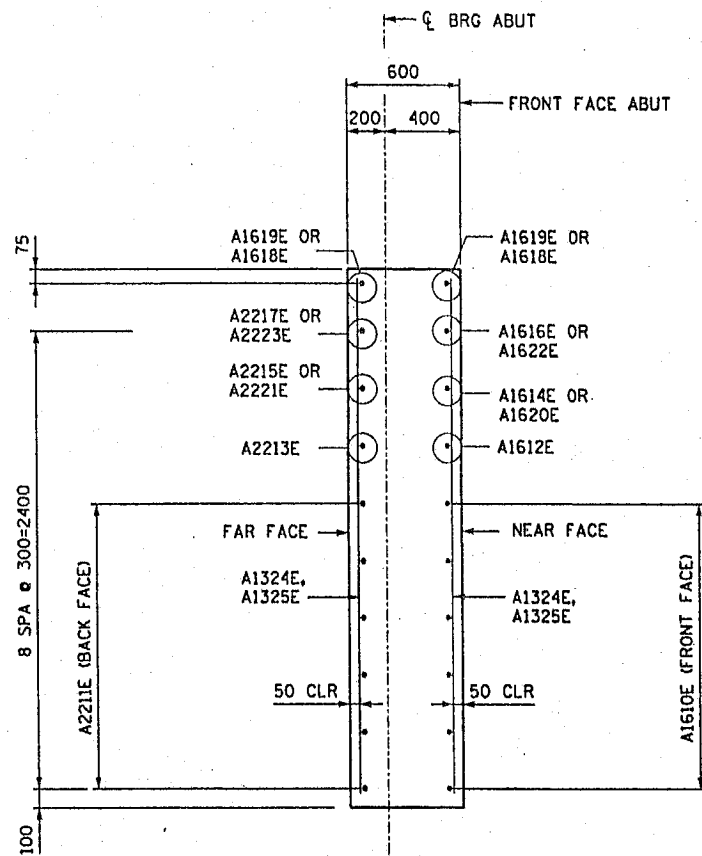 ℄ BRG ABUT
600
FRONT FACE ABUT
200
400
75
A1619E OR
A1618E
A1619E OR
A1618E
A2217E OR
A2223E
A1616E OR
A1622E
A2215E OR
A2221E
A1614E OR
A1620E
A2213E
A1612E
8 SPA @ 300=2400
A2211E (BACK FACE)
FAR FACE
NEAR FACE
A1324E,
A1325E
A1324E,
A1325E
A1610E (FRONT FACE)
50 CLR
50 CLR
100